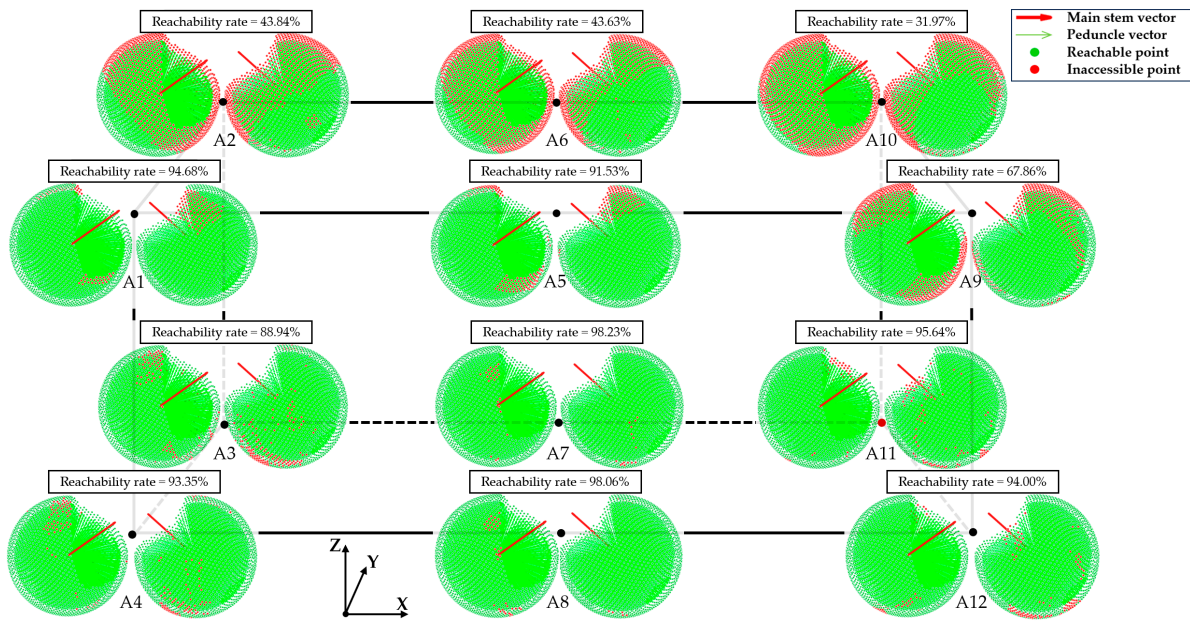 Reachability rate = 43.84%
Reachability rate = 43.63%
Reachability rate = 31.97%
Main stem vector
Peduncle vector
Reachable point
Inaccessible point
A2
A6
A10
Reachability rate = 94.68%
Reachability rate = 91.53%
Reachability rate = 67.86%
A1
A5
A9
Reachability rate = 88.94%
Reachability rate = 98.23%
Reachability rate = 95.64%
A3
A7
A11
Reachability rate = 93.35%
Reachability rate = 98.06%
Reachability rate = 94.00%
Z
Y
X
A4
A8
A12